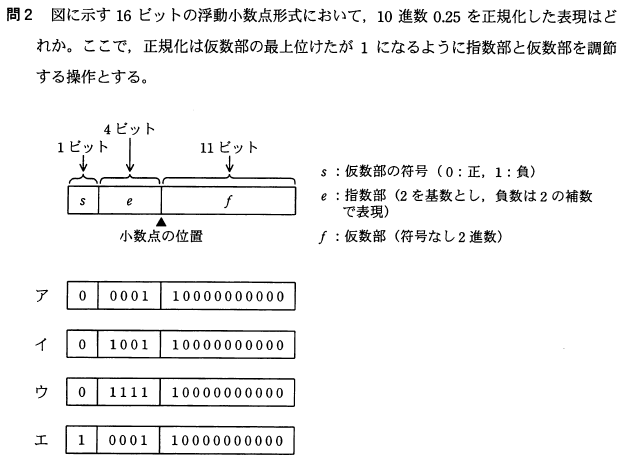 問2 図に示す16ビットの浮動小数点形式において，10進数0.25を正規化した表現はど
れか。ここで，正規化は仮数部の最上位けたが1になるように指数部と仮数部を調節
する操作とする。
4ビット
1ビット 11ビット
s：仮数部の符号（0：正，1：負）
s e f
e：指数部（2を基数とし，負数は2の補数
で表現）
小数点の位置
f：仮数部（符号なし2進数）
ア 0 0001 10000000000
イ 0 1001 10000000000
ウ 0 1111 10000000000
エ 1 0001 10000000000